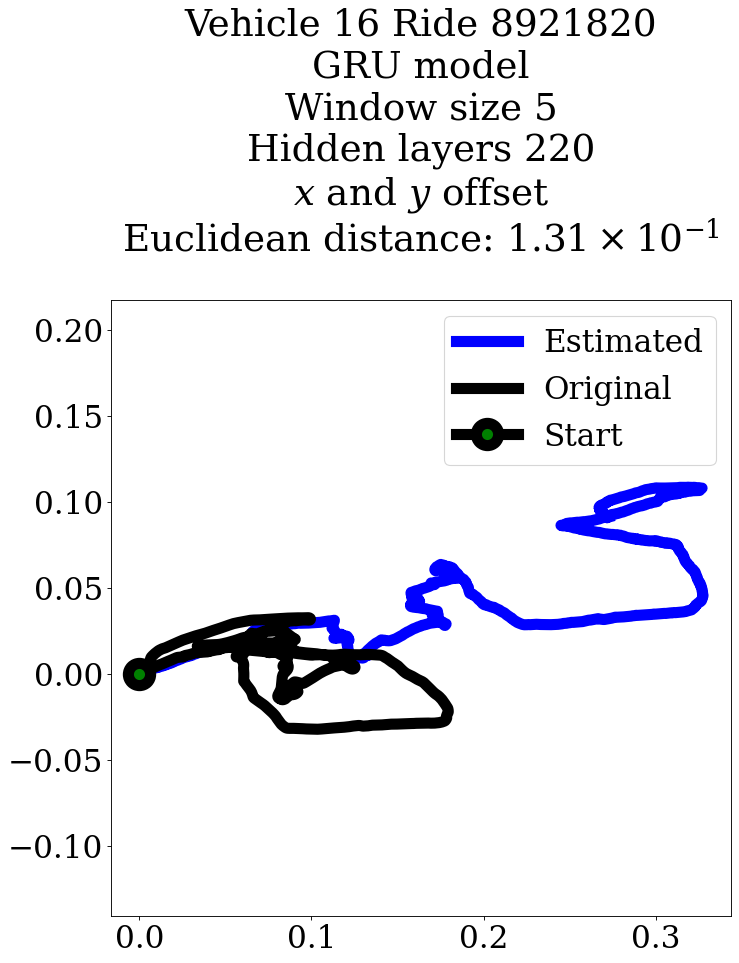 Vehicle 16 Ride 8921820
GRU model
Window size 5
Hidden layers 220
x and y offset
Euclidean distance: 1.31 × 10⁻¹
Estimated
Original
Start
0.20
0.15
0.10
0.05
0.00
−0.05
−0.10
0.0 0.1 0.2 0.3